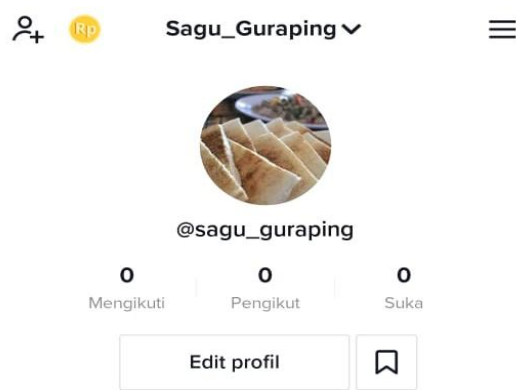 Rp Sagu_Guraping
@sagu_guraping
0 0 0
Mengikuti Pengikut Suka
Edit profil